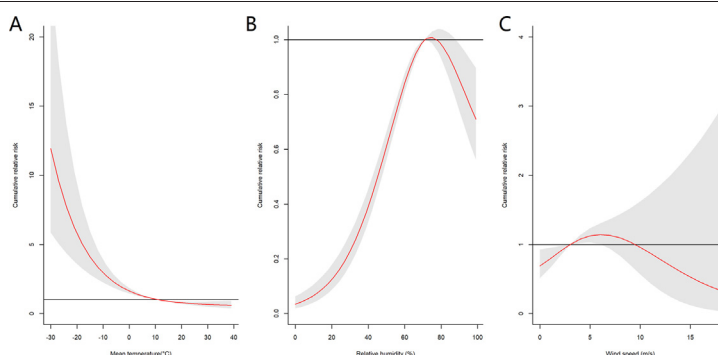 A
B
C
Cumulative relative risk
20
15
10
5
0
-30 -20 -10 0 10 20 30 40
Mean temperature(°C)
Cumulative relative risk
1.0
0.8
0.6
0.4
0.2
0.0
0 20 40 60 80 100
Relative humidity (%)
Cumulative relative risk
4
3
2
1
0
0 5 10 15
Wind speed (m/s)